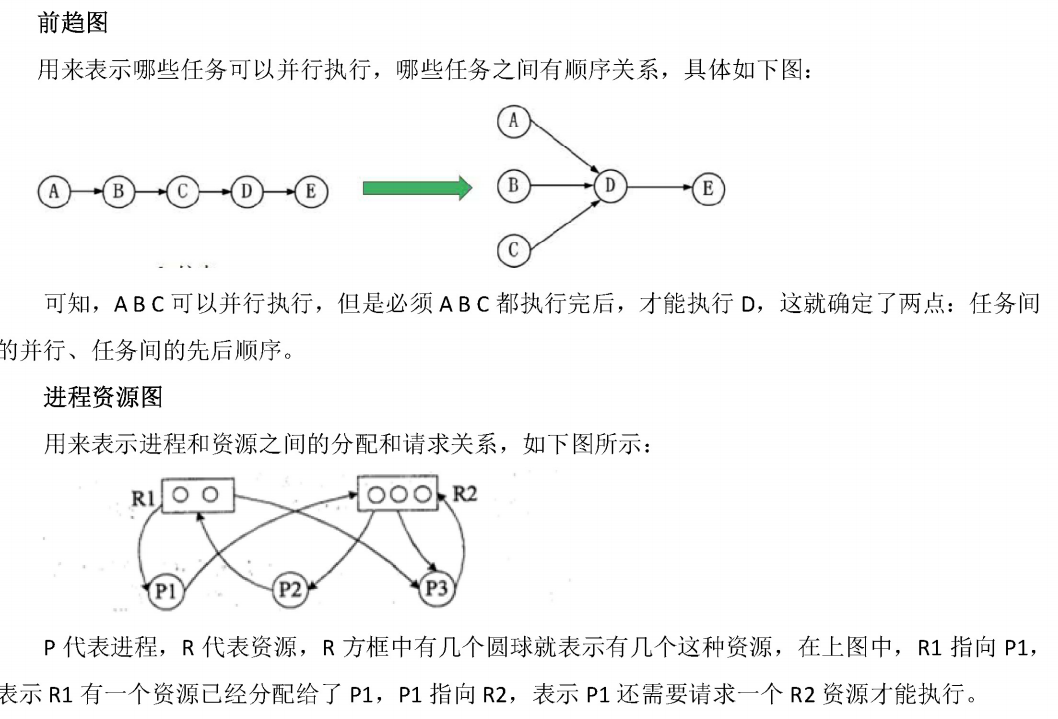 前趋图
用来表示哪些任务可以并行执行，哪些任务之间有顺序关系，具体如下图：
A
A B C D E
B D E
C
可知，A B C 可以并行执行，但是必须 A B C 都执行完后，才能执行 D，这就确定了两点：任务间
的并行、任务间的先后顺序。
进程资源图
用来表示进程和资源之间的分配和请求关系，如下图所示：
R1 R2
P1 P2 P3
P 代表进程，R 代表资源，R 方框中有几个圆球就表示有几个这种资源，在上图中，R1 指向 P1，
表示 R1 有一个资源已经分配给了 P1，P1 指向 R2，表示 P1 还需要请求一个 R2 资源才能执行。